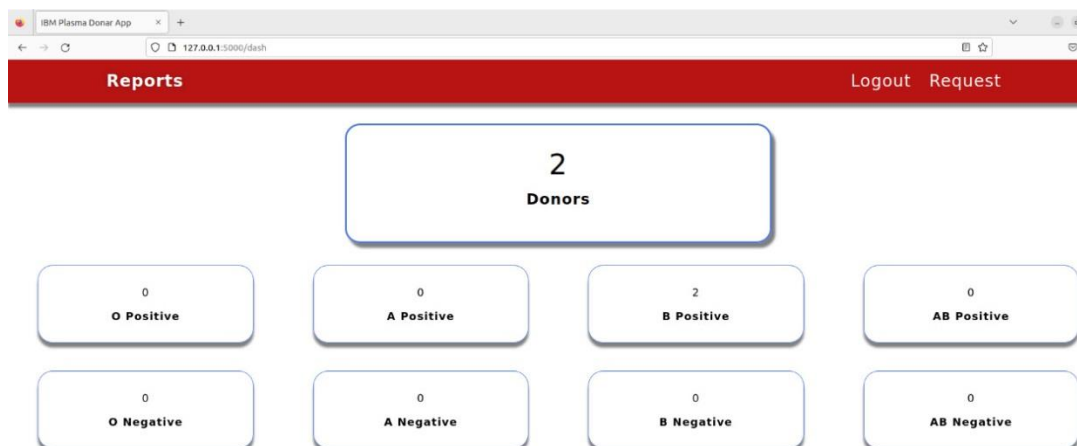 IBM Plasma Donar App
127.0.0.1:5000/dash
Reports Logout Request
2
Donors
0 0 2 0
O Positive A Positive B Positive AB Positive
0 0 0 0
O Negative A Negative B Negative AB Negative